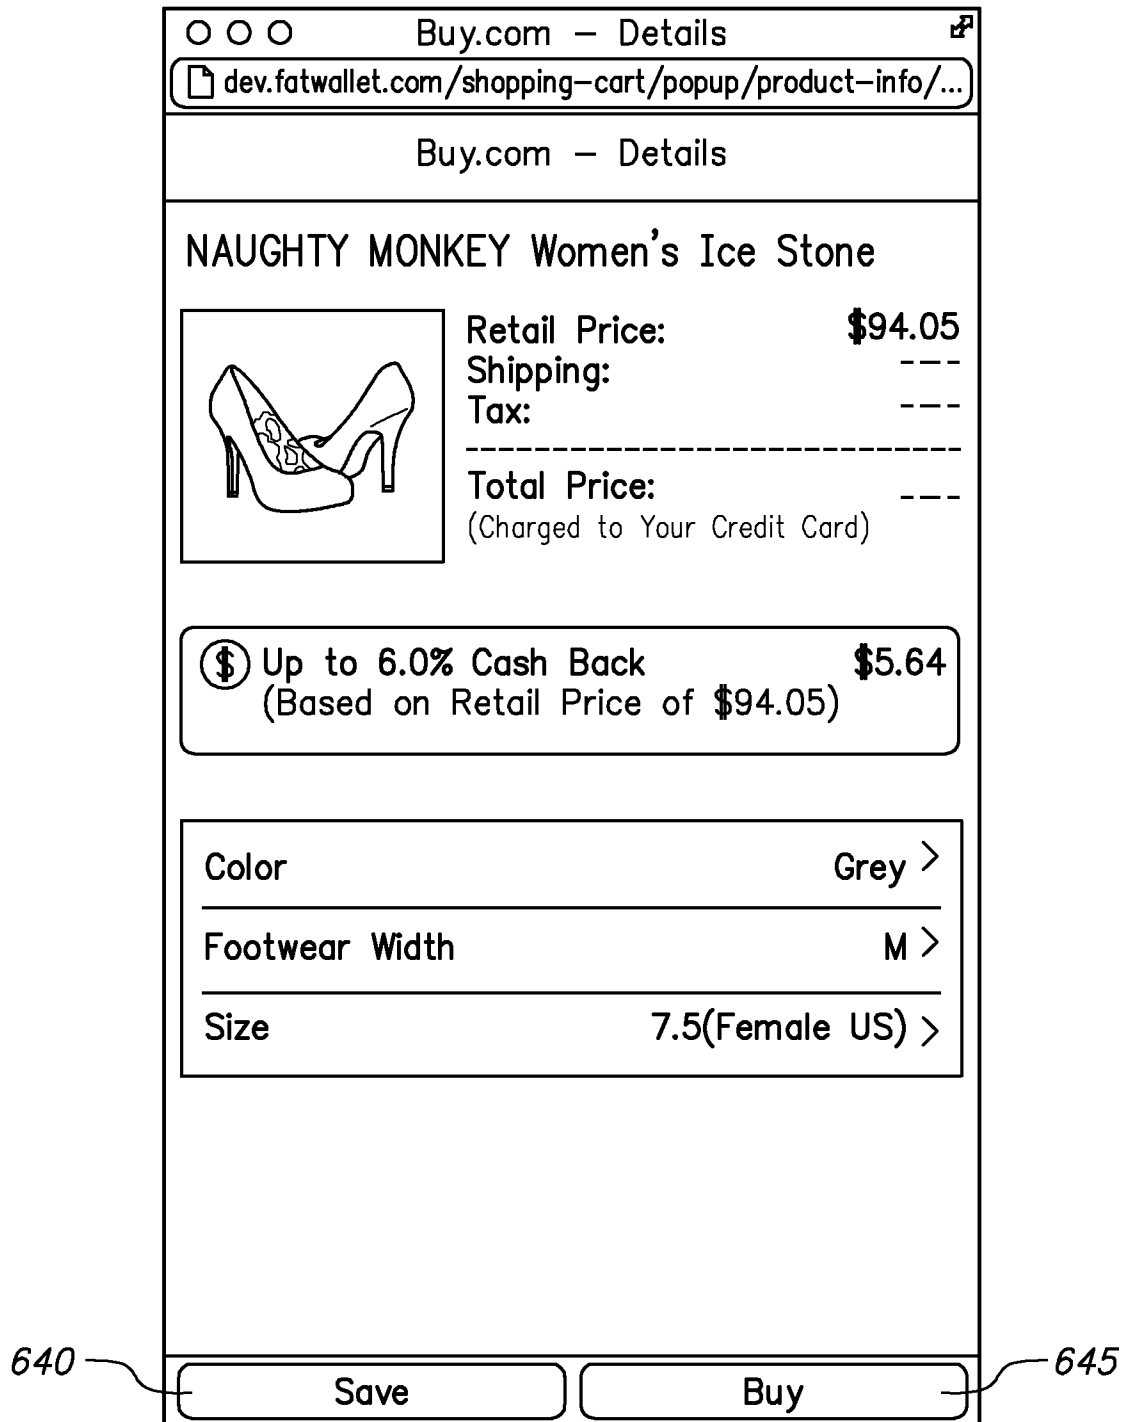 Buy.com – Details
dev.fatwallet.com/shopping-cart/popup/product-info/...
Buy.com – Details
NAUGHTY MONKEY Women's Ice Stone
Retail Price: $94.05
Shipping: ---
Tax: ---
Total Price: ---
(Charged to Your Credit Card)
$ Up to 6.0% Cash Back $5.64
(Based on Retail Price of $94.05)
Color Grey >
Footwear Width M >
Size 7.5(Female US) >
640 Save Buy 645